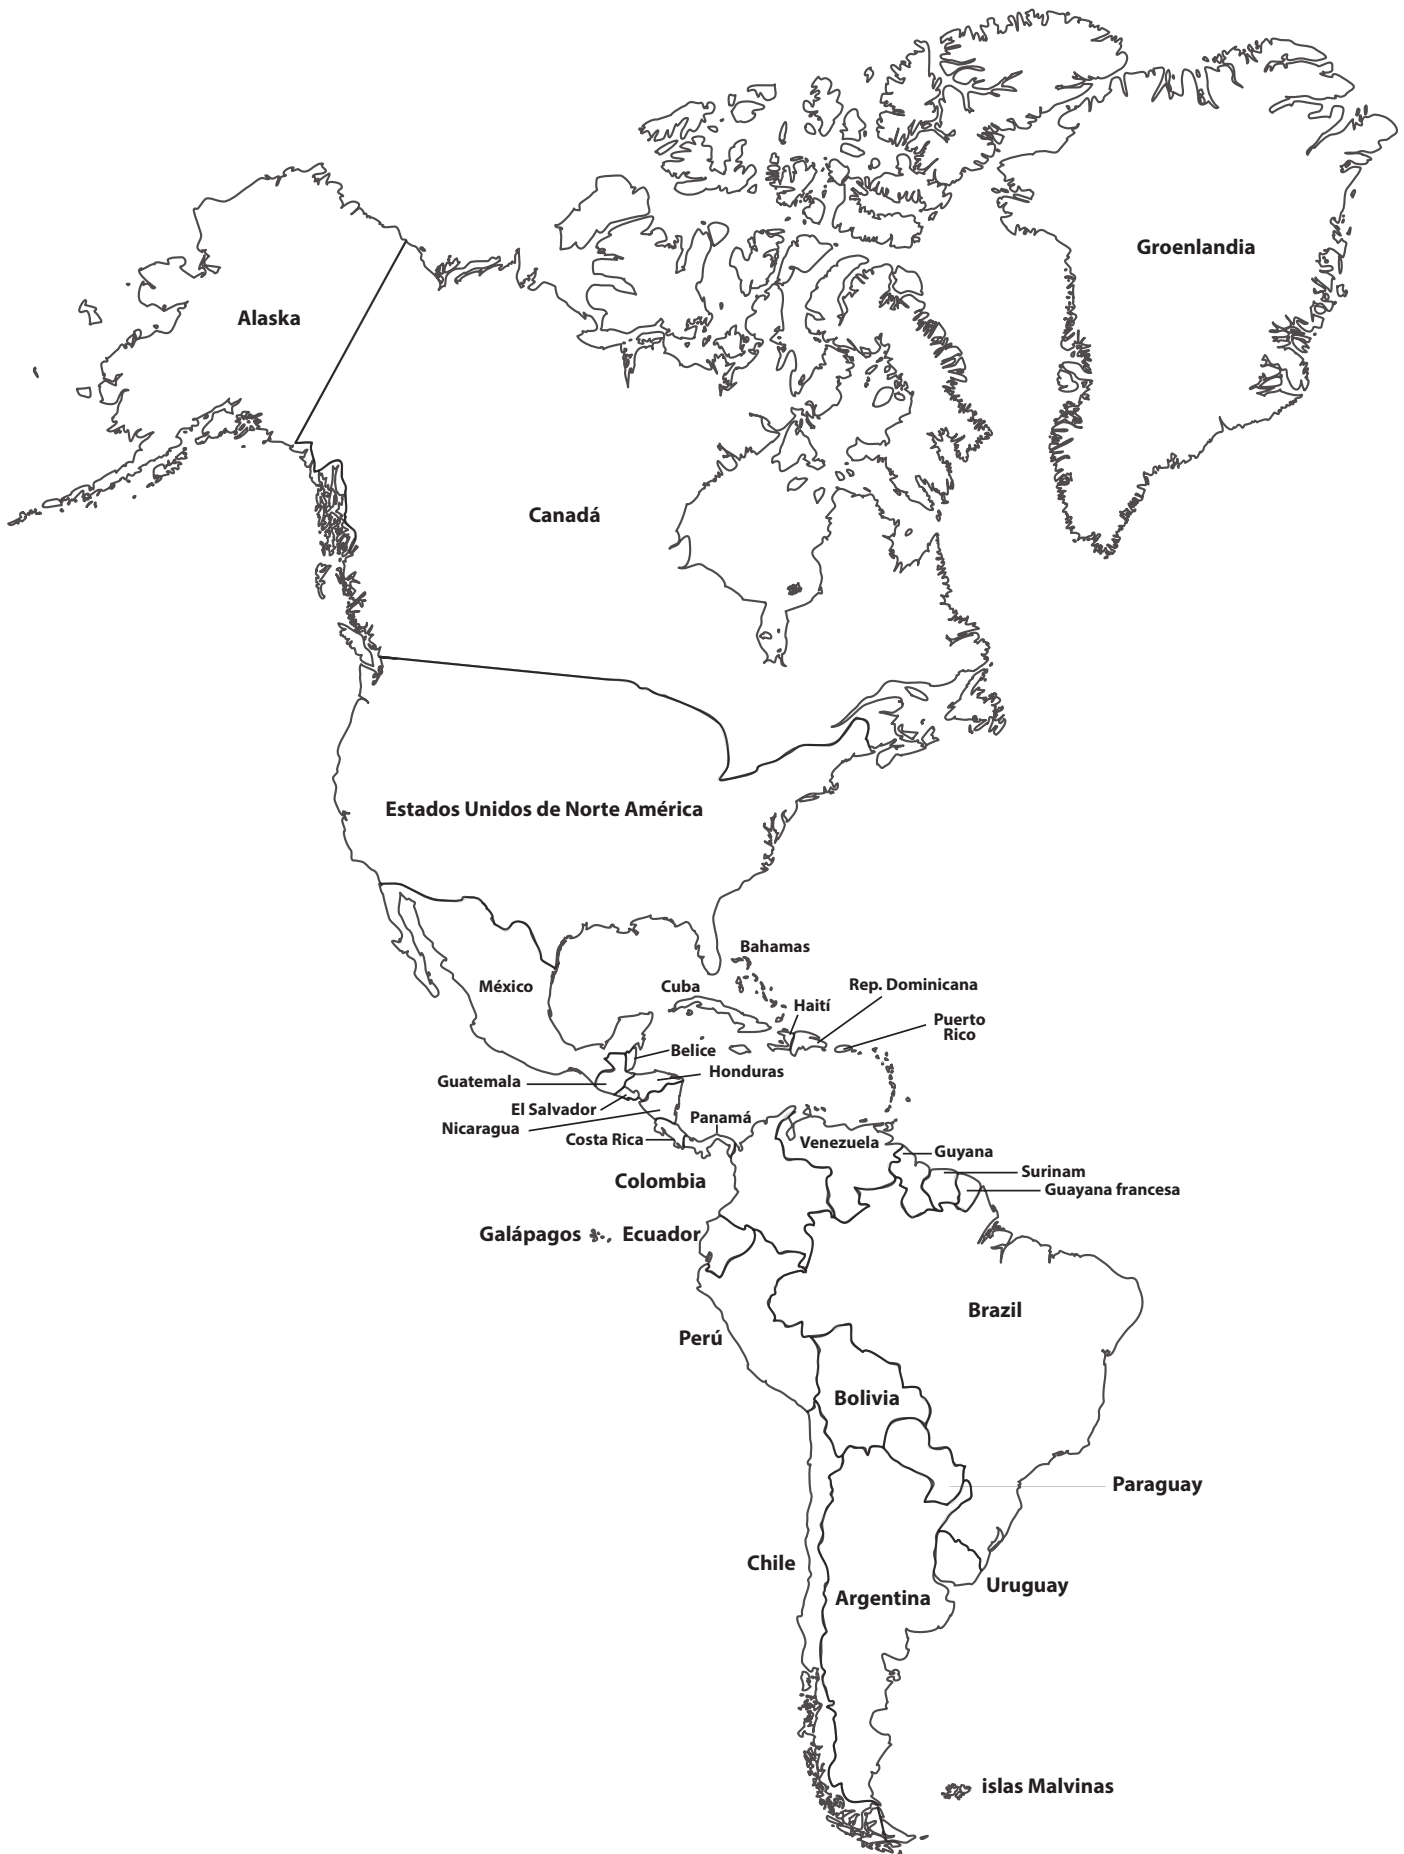 Groenlandia
Alaska
Canadá
Estados Unidos de Norte América
Bahamas
México
Cuba
Rep. Dominicana
Haití
Puerto
Rico
Belice
Honduras
Guatemala
El Salvador
Nicaragua
Panamá
Costa Rica
Venezuela
Guyana
Surinam
Guayana francesa
Colombia
Galápagos
Ecuador
Brazil
Perú
Bolivia
Paraguay
Chile
Uruguay
Argentina
islas Malvinas